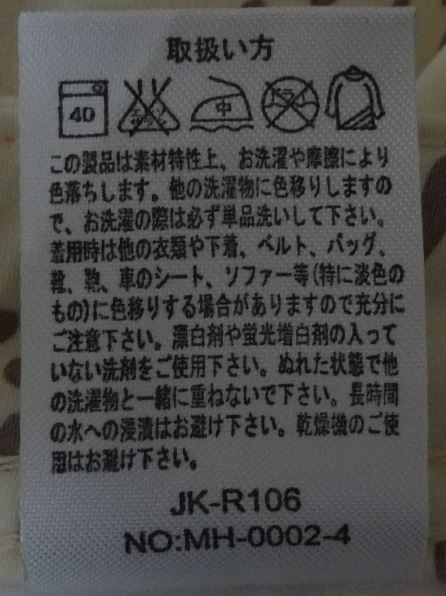 取扱い方
40 エンソ 中 ドライ
この製品は素材特性上、お洗濯や摩擦により
色落ちします。他の洗濯物に色移りしますの
で、お洗濯の際は必ず単品洗いして下さい。
着用時は他の衣類や下着、ベルト、バッグ、
靴、鞄、車のシート、ソファー等(特に淡色の
もの)に色移りする場合がありますので充分に
ご注意下さい。漂白剤や蛍光増白剤の入って
いない洗剤をご使用下さい。ぬれた状態で他
の洗濯物と一緒に重ねないで下さい。長時間
の水への浸漬はお避け下さい。乾燥機のご使
用はお避け下さい。
JK-R106
NO:MH-0002-4